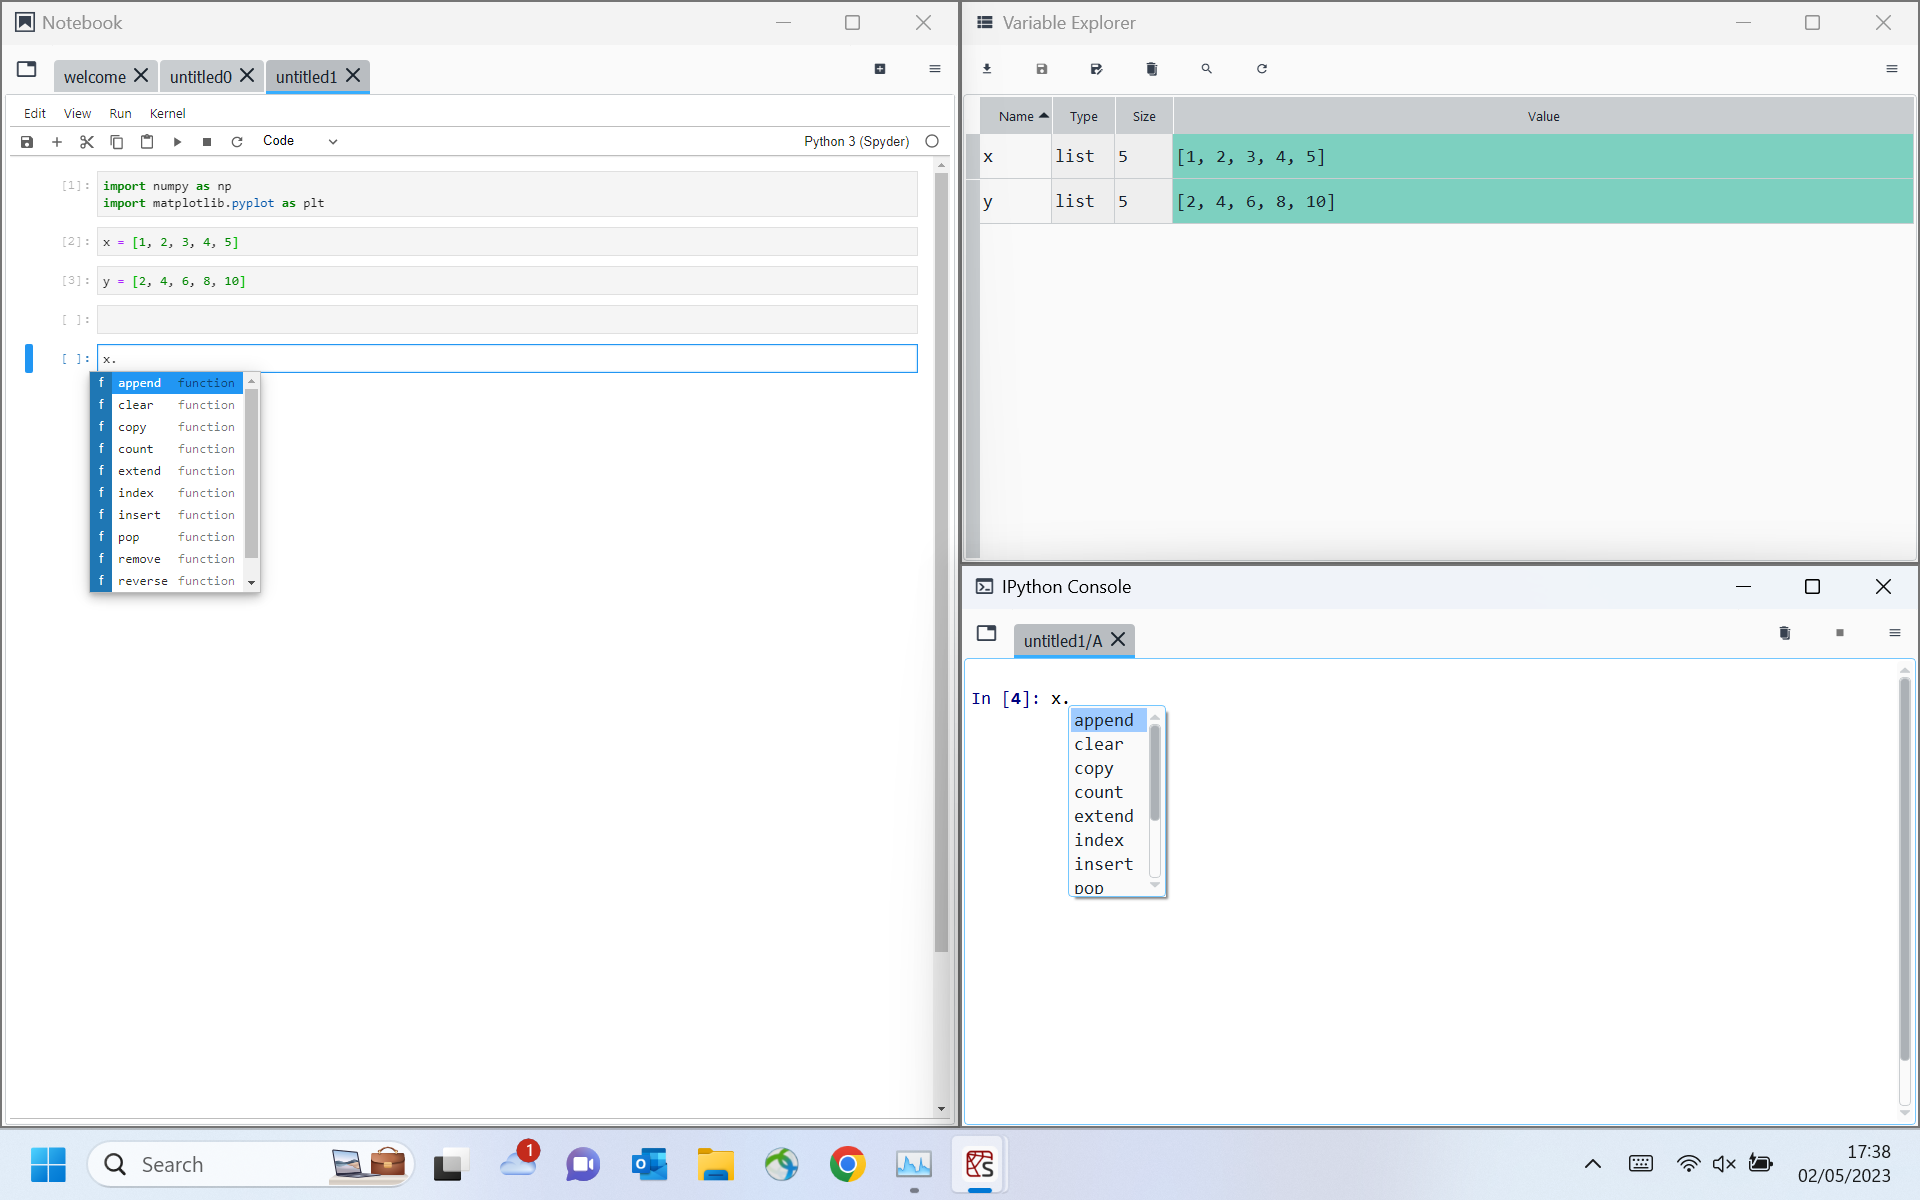 Notebook
welcome
untitled0
untitled1
Edit View Run Kernel
Code
Python 3 (Spyder)
[1]: import numpy as np
import matplotlib.pyplot as plt
[2]: x = [1, 2, 3, 4, 5]
[3]: y = [2, 4, 6, 8, 10]
[ ]:
[ ]: x.
f append function
f clear function
f copy function
f count function
f extend function
f index function
f insert function
f pop function
f remove function
f reverse function
Variable Explorer
Name Type Size Value
x list 5 [1, 2, 3, 4, 5]
y list 5 [2, 4, 6, 8, 10]
IPython Console
untitled1/A
In [4]: x.
append
clear
copy
count
extend
index
insert
pop
Search
1
17:38
02/05/2023